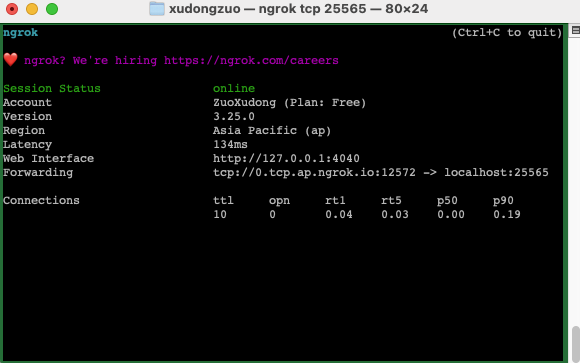 xudongzuo — ngrok tcp 25565 — 80×24
ngrok (Ctrl+C to quit)
❤️ ngrok? We're hiring https://ngrok.com/careers
Session Status online
Account ZuoXudong (Plan: Free)
Version 3.25.0
Region Asia Pacific (ap)
Latency 134ms
Web Interface http://127.0.0.1:4040
Forwarding tcp://0.tcp.ap.ngrok.io:12572 -> localhost:25565
Connections ttl opn rt1 rt5 p50 p90
10 0 0.04 0.03 0.00 0.19